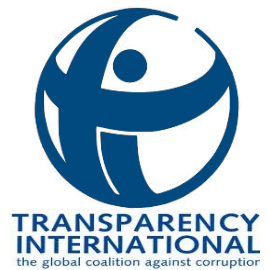 TRANSPARENCY
INTERNATIONAL
the global coalition against corruption